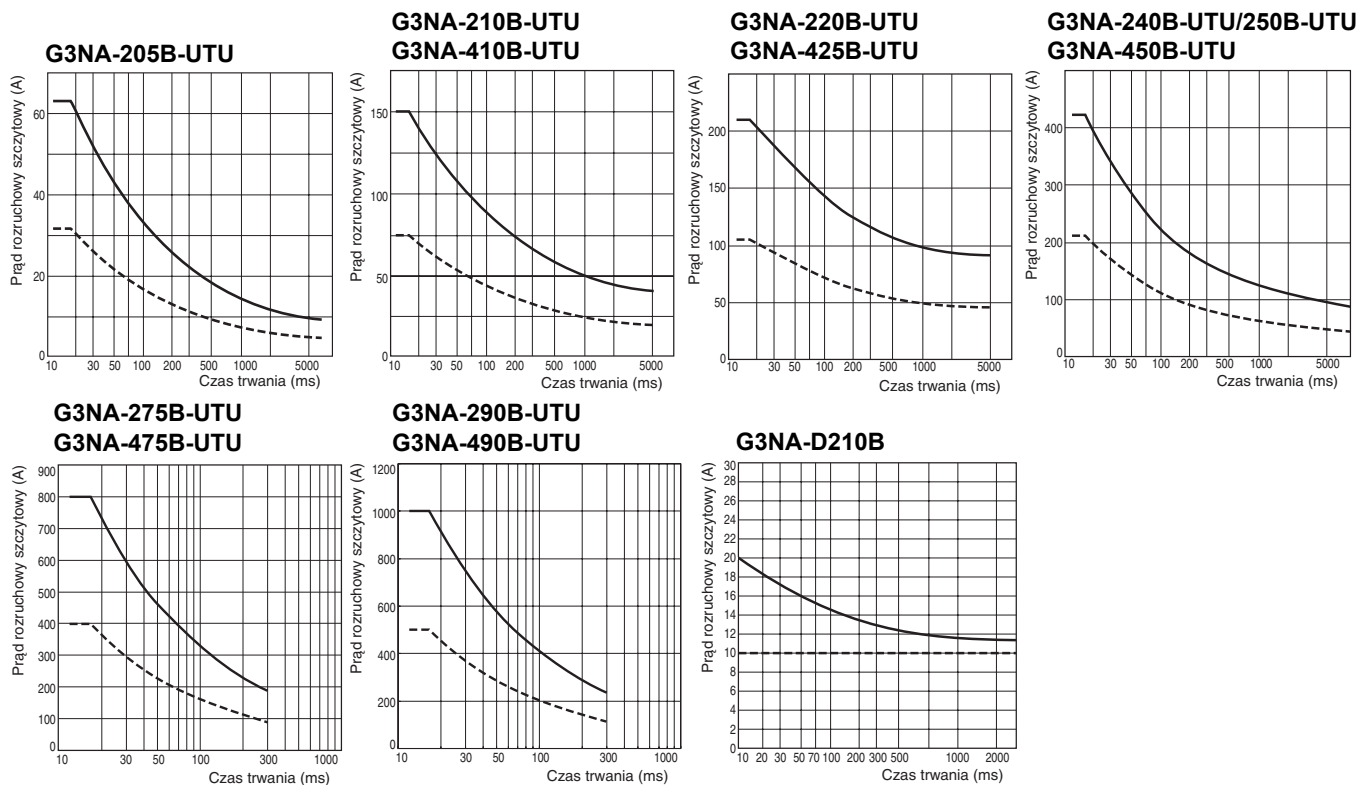 G3NA-205B-UTU
Prąd rozruchowy szczytowy (A)
60
40
20
0
10 30 50 100 200 500 1000 5000
Czas trwania (ms)
G3NA-210B-UTU
G3NA-410B-UTU
Prąd rozruchowy szczytowy (A)
150
100
50
0
10 30 50 100 200 500 1000 5000
Czas trwania (ms)
G3NA-220B-UTU
G3NA-425B-UTU
Prąd rozruchowy szczytowy (A)
200
150
100
50
0
10 30 50 100 200 500 1000 5000
Czas trwania (ms)
G3NA-240B-UTU/250B-UTU
G3NA-450B-UTU
Prąd rozruchowy szczytowy (A)
400
300
200
100
0
10 30 50 100 200 500 1000 5000
Czas trwania (ms)
G3NA-275B-UTU
G3NA-475B-UTU
Prąd rozruchowy szczytowy (A)
900
800
700
600
500
400
300
200
100
0
10 30 50 100 300 1000
Czas trwania (ms)
G3NA-290B-UTU
G3NA-490B-UTU
Prąd rozruchowy szczytowy (A)
1200
1000
800
600
400
200
0
10 30 50 100 300 1000
Czas trwania (ms)
G3NA-D210B
Prąd rozruchowy szczytowy (A)
30
28
26
24
22
20
18
16
14
12
10
8
6
4
2
0
10 20 30 50 70 100 200 300 500 1000 2000
Czas trwania (ms)